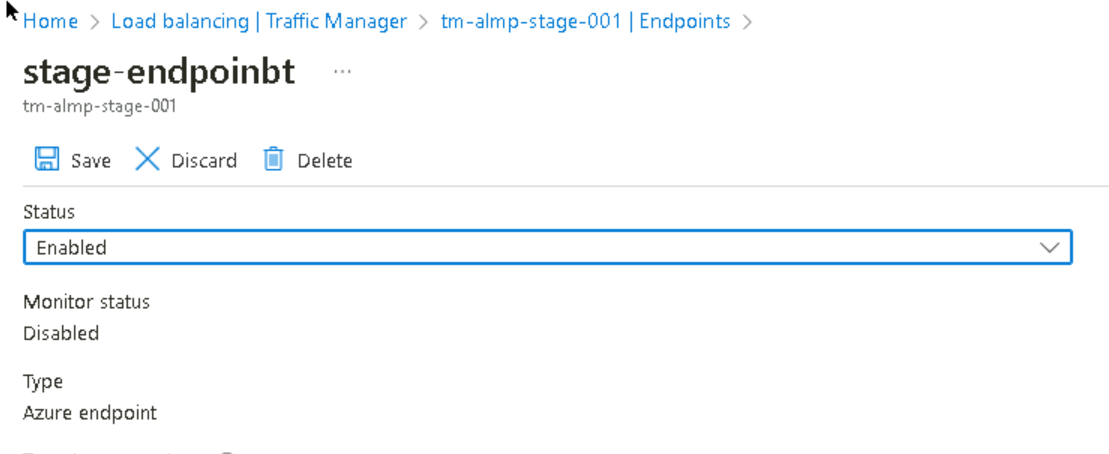 Home > Load balancing | Traffic Manager > tm-almp-stage-001 | Endpoints >
stage-endpoinbt ...
tm-almp-stage-001
Save Discard Delete
Status
Enabled
Monitor status
Disabled
Type
Azure endpoint